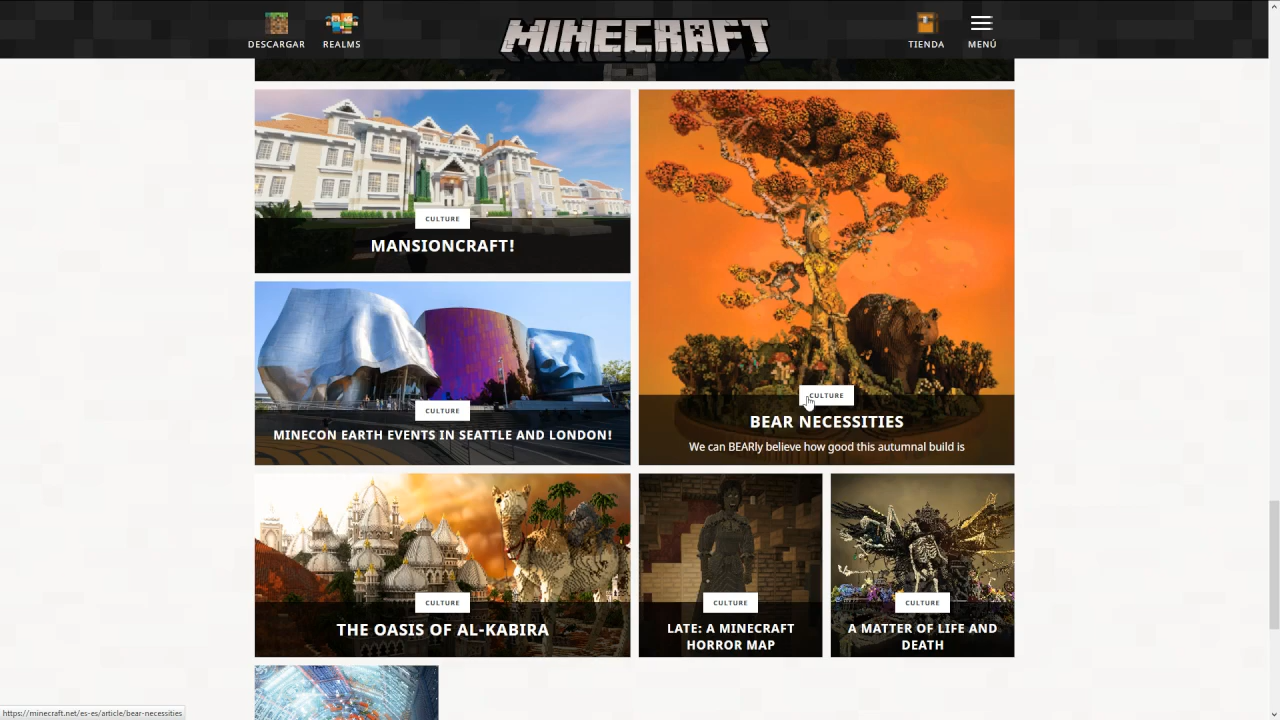 DESCARGAR
REALMS
MINECRAFT
TIENDA
MENÚ
CULTURE
MANSIONCRAFT!
CULTURE
MINECON EARTH EVENTS IN SEATTLE AND LONDON!
CULTURE
BEAR NECESSITIES
We can BEARly believe how good this autumnal build is
CULTURE
THE OASIS OF AL-KABIRA
CULTURE
LATE: A MINECRAFT
HORROR MAP
CULTURE
A MATTER OF LIFE AND
DEATH
https://minecraft.net/es-es/article/bear-necessities